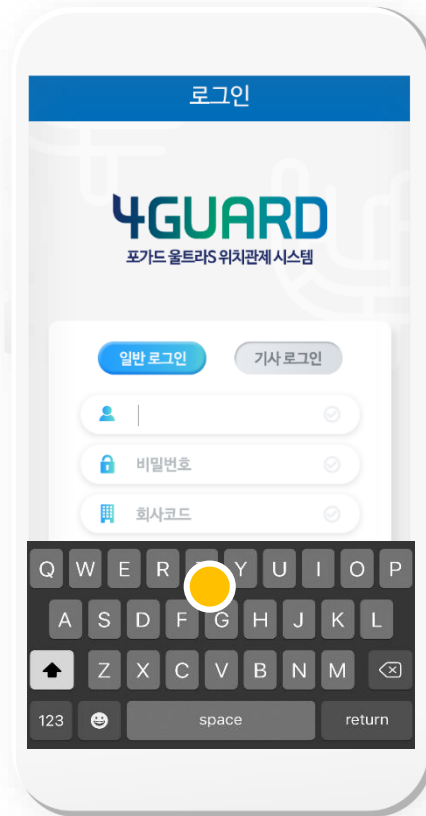 로그인
4GUARD
포가드 울트라S 위치관제 시스템
일반 로그인 기사 로그인
비밀번호
회사코드
Q W E R Y U I O P
A S D F G H J K L
Z X C V B N M
123 space return